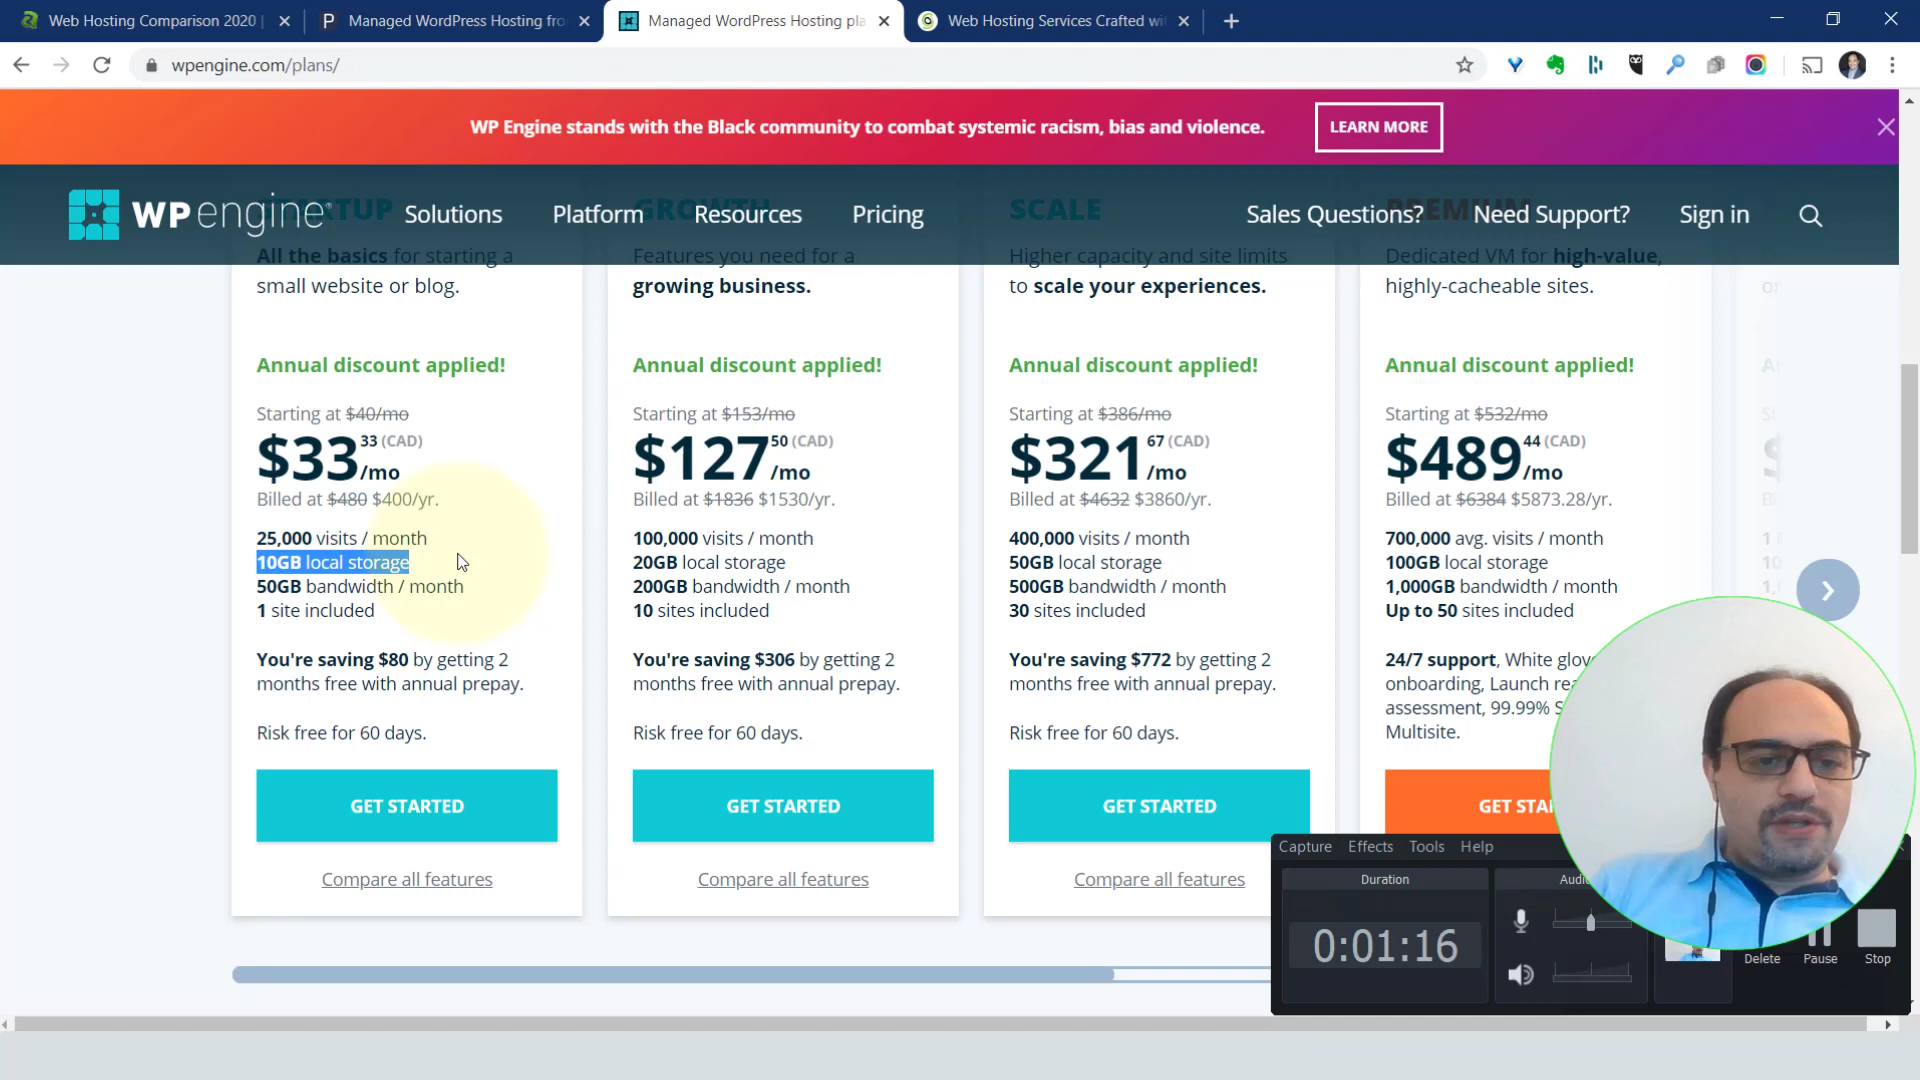 Web Hosting Comparison 2020 |
Managed WordPress Hosting fro
Managed WordPress Hosting pla
Web Hosting Services Crafted wit
wpengine.com/plans/
WP Engine stands with the Black community to combat systemic racism, bias and violence.
LEARN MORE
WP engine
Solutions
Platform
Resources
Pricing
Sales Questions?
Need Support?
Sign in
STARTUP
All the basics for starting a
small website or blog.
Annual discount applied!
Starting at $40/mo
$33 33 (CAD)
/mo
Billed at $480 $400/yr.
25,000 visits / month
10GB local storage
50GB bandwidth / month
1 site included
You're saving $80 by getting 2
months free with annual prepay.
Risk free for 60 days.
GET STARTED
Compare all features
GROWTH
Features you need for a
growing business.
Annual discount applied!
Starting at $153/mo
$127 50 (CAD)
/mo
Billed at $1836 $1530/yr.
100,000 visits / month
20GB local storage
200GB bandwidth / month
10 sites included
You're saving $306 by getting 2
months free with annual prepay.
Risk free for 60 days.
GET STARTED
Compare all features
SCALE
Higher capacity and site limits
to scale your experiences.
Annual discount applied!
Starting at $386/mo
$321 67 (CAD)
/mo
Billed at $4632 $3860/yr.
400,000 visits / month
50GB local storage
500GB bandwidth / month
30 sites included
You're saving $772 by getting 2
months free with annual prepay.
Risk free for 60 days.
GET STARTED
Compare all features
PREMIUM
Dedicated VM for high-value,
highly-cacheable sites.
Annual discount applied!
Starting at $532/mo
$489 44 (CAD)
/mo
Billed at $6384 $5873.28/yr.
700,000 avg. visits / month
100GB local storage
1,000GB bandwidth / month
Up to 50 sites included
24/7 support, White glov
onboarding, Launch rea
assessment, 99.99% S
Multisite.
GET STA
Capture Effects Tools Help
Duration
Audi
0:01:16
Delete
Pause
Stop